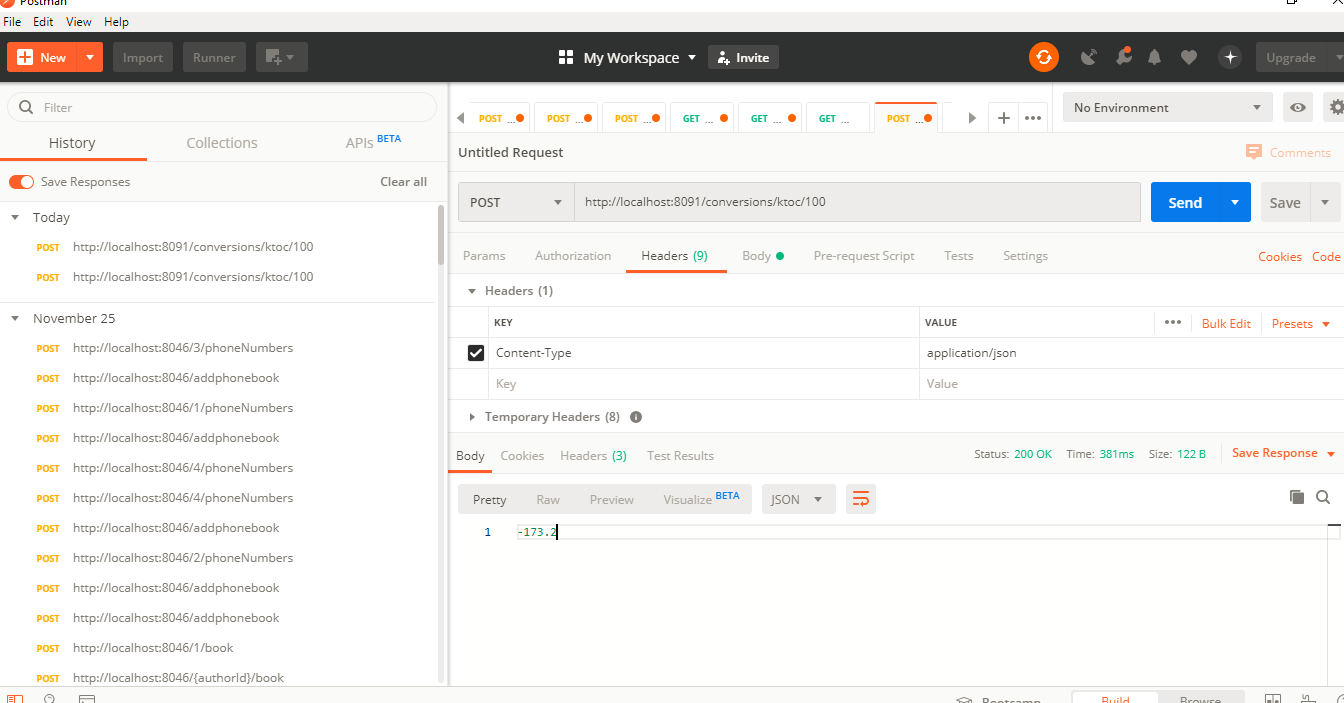 Postman
File Edit View Help
New Import Runner My Workspace Invite Upgrade
Filter
History Collections APIs BETA
Save Responses Clear all
Today
POST http://localhost:8091/conversions/ktoc/100
POST http://localhost:8091/conversions/ktoc/100
November 25
POST http://localhost:8046/3/phoneNumbers
POST http://localhost:8046/addphonebook
POST http://localhost:8046/1/phoneNumbers
POST http://localhost:8046/addphonebook
POST http://localhost:8046/4/phoneNumbers
POST http://localhost:8046/4/phoneNumbers
POST http://localhost:8046/addphonebook
POST http://localhost:8046/2/phoneNumbers
POST http://localhost:8046/addphonebook
POST http://localhost:8046/addphonebook
POST http://localhost:8046/1/book
POST http://localhost:8046/{authorId}/book
POST ... POST ... POST ... GET ... GET ... GET ... POST ... + ••• No Environment
Untitled Request Comments
POST http://localhost:8091/conversions/ktoc/100 Send Save
Params Authorization Headers (9) Body Pre-request Script Tests Settings Cookies Code
Headers (1)
KEY VALUE ••• Bulk Edit Presets
Content-Type application/json
Key Value
Temporary Headers (8)
Body Cookies Headers (3) Test Results Status: 200 OK Time: 381ms Size: 122 B Save Response
Pretty Raw Preview Visualize BETA JSON
1 -173.2
Bootcamp Build Browse